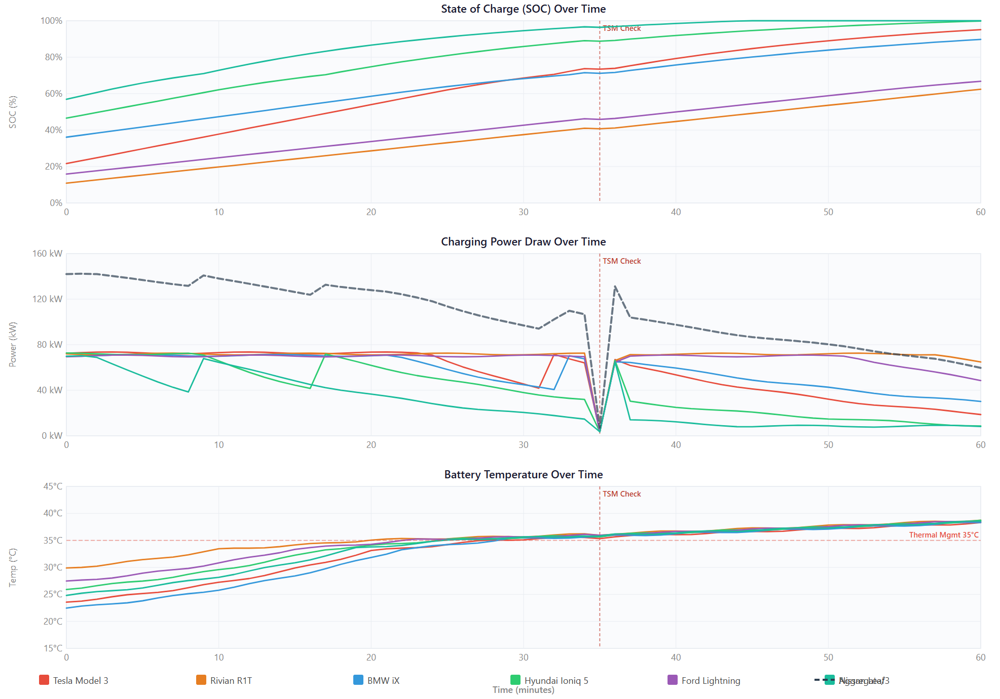 State of Charge (SOC) Over Time
100%
80%
60%
40%
20%
0%
SOC (%)
TSM Check
0 10 20 30 40 50 60
Charging Power Draw Over Time
160 kW
120 kW
80 kW
40 kW
0 kW
Power (kW)
TSM Check
0 10 20 30 40 50 60
Battery Temperature Over Time
45°C
40°C
35°C
30°C
25°C
20°C
15°C
Temp (°C)
TSM Check
Thermal Mgmt 35°C
0 10 20 30 40 50 60
Tesla Model 3 Rivian R1T BMW iX Hyundai Ioniq 5 Ford Lightning Nissan Leaf Aggregate/3
Time (minutes)